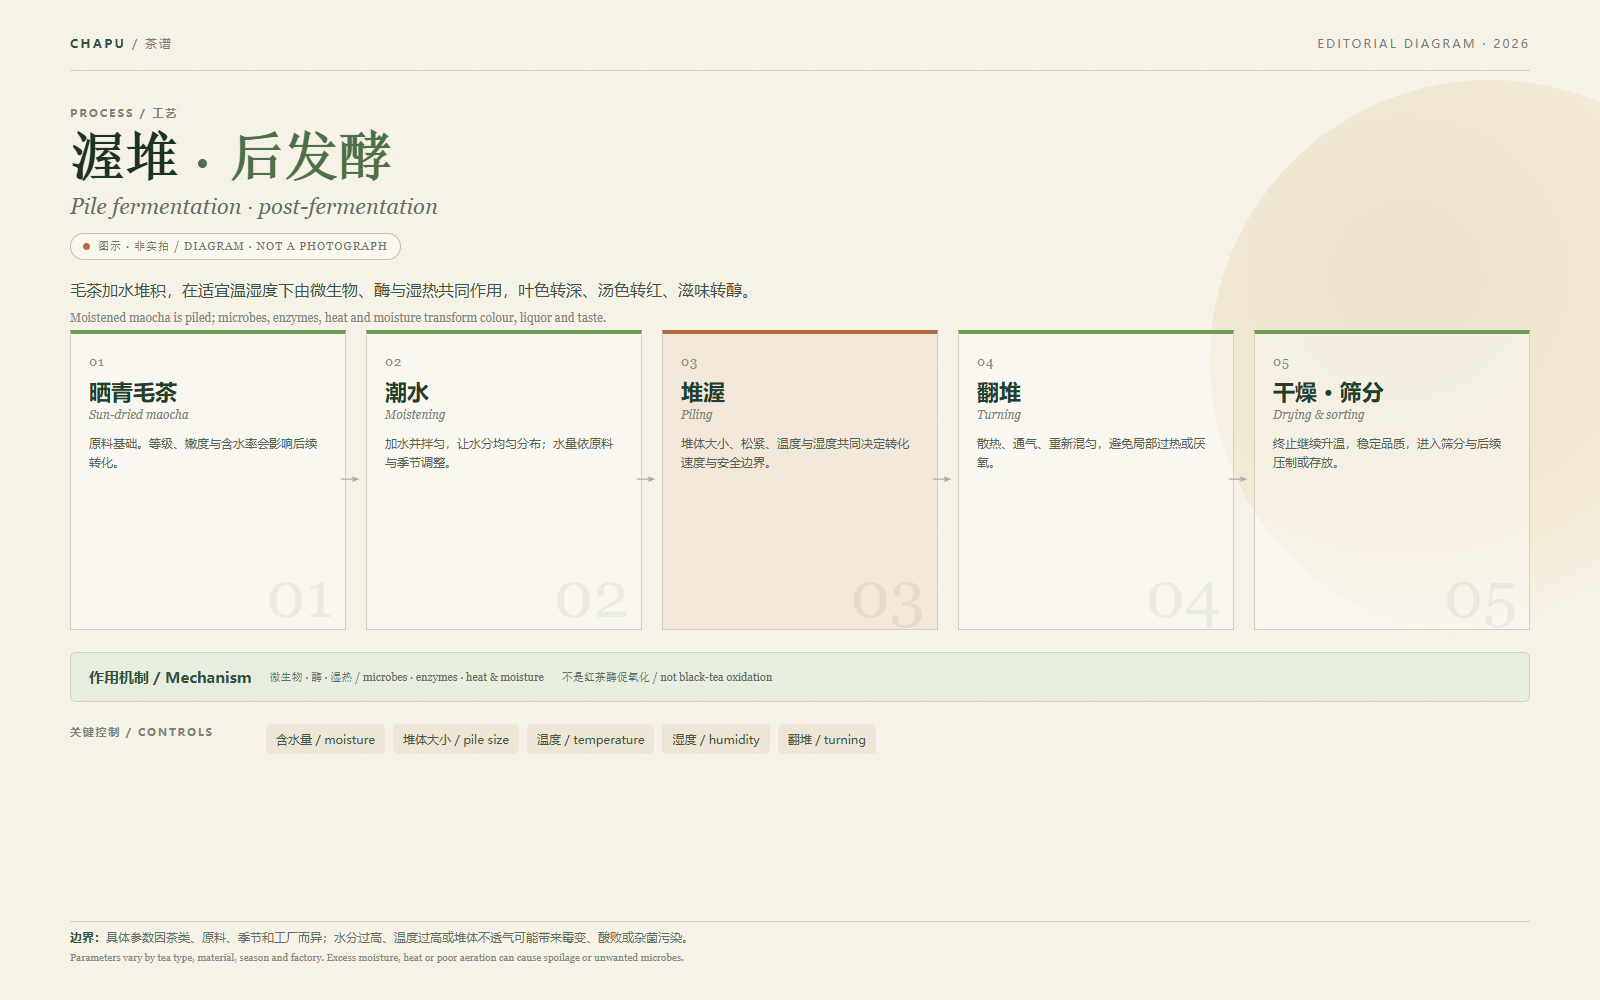 CHAPU / 茶谱
EDITORIAL DIAGRAM · 2026
PROCESS / 工艺
渥堆 · 后发酵
Pile fermentation · post-fermentation
图示 · 非实拍 / DIAGRAM · NOT A PHOTOGRAPH
毛茶加水堆积，在适宜温湿度下由微生物、酶与湿热共同作用，叶色转深、汤色转红、滋味转醇。
Moistened maocha is piled; microbes, enzymes, heat and moisture transform colour, liquor and taste.
01
晒青毛茶
Sun-dried maocha
原料基础。等级、嫩度与含水率会影响后续
转化。
01
→
02
潮水
Moistening
加水并拌匀，让水分均匀分布；水量依原料
与季节调整。
02
→
03
堆渥
Piling
堆体大小、松紧、温度与湿度共同决定转化
速度与安全边界。
03
→
04
翻堆
Turning
散热、通气、重新混匀，避免局部过热或厌
氧。
04
→
05
干燥 · 筛分
Drying & sorting
终止继续升温，稳定品质，进入筛分与后续
压制或存放。
05
作用机制 / Mechanism
微生物 · 酶 · 湿热 / microbes · enzymes · heat & moisture
不是红茶酶促氧化 / not black-tea oxidation
关键控制 / CONTROLS
含水量 / moisture
堆体大小 / pile size
温度 / temperature
湿度 / humidity
翻堆 / turning
边界：具体参数因茶类、原料、季节和工厂而异；水分过高、温度过高或堆体不透气可能带来霉变、酸败或杂菌污染。
Parameters vary by tea type, material, season and factory. Excess moisture, heat or poor aeration can cause spoilage or unwanted microbes.